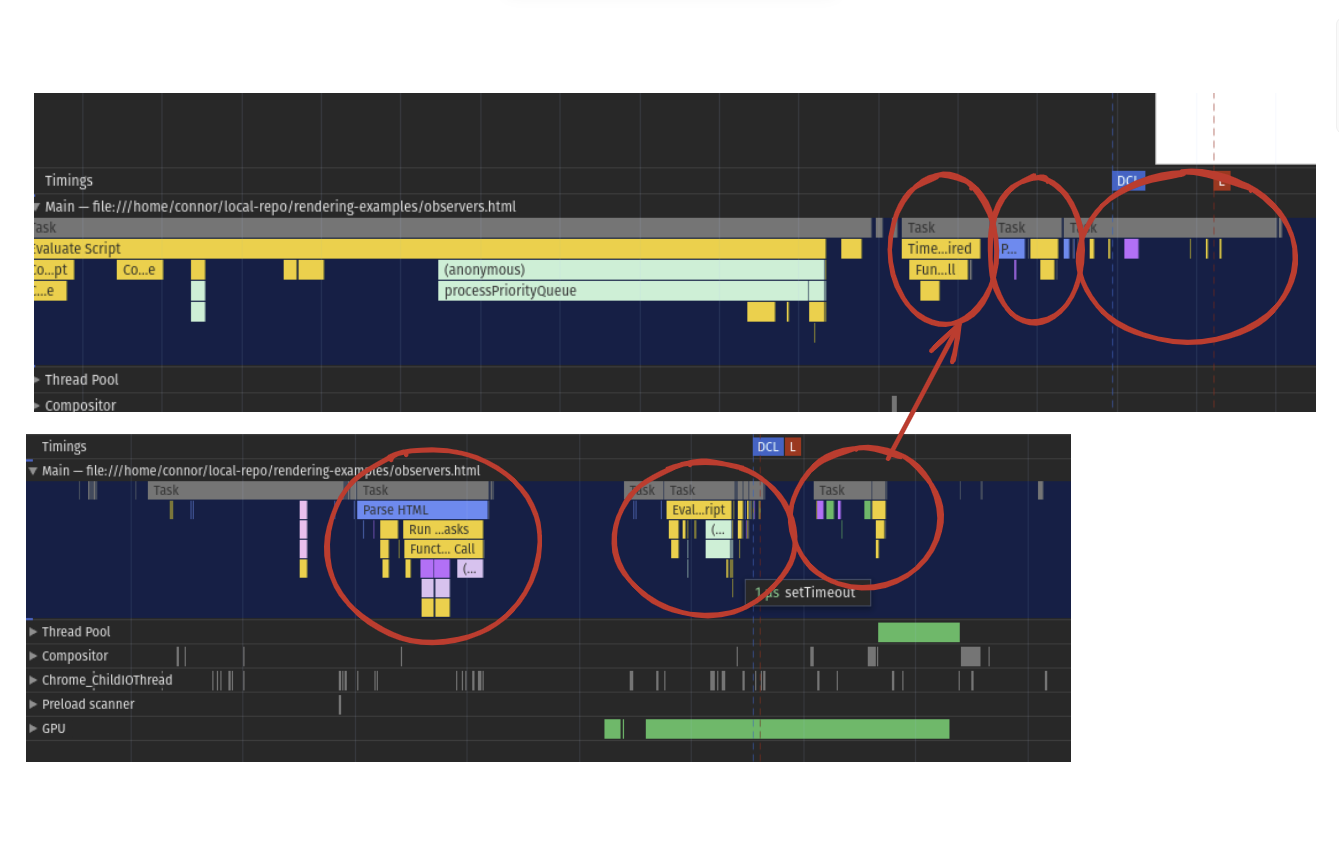 Timings
DCL L
Main — file:///home/connor/local-repo/rendering-examples/observers.html
Task Task Task Task
Evaluate Script Time...ired P...
Co...pt Co...e (anonymous) Fun...ll
C...e processPriorityQueue
Thread Pool
Compositor
Timings DCL L
Main — file:///home/connor/local-repo/rendering-examples/observers.html
Task Task Task Task Task
Parse HTML Eval...ript
Run ...asks (...
Funct... Call
(...
1 µs setTimeout
Thread Pool
Compositor
Chrome_ChildIOThread
Preload scanner
GPU